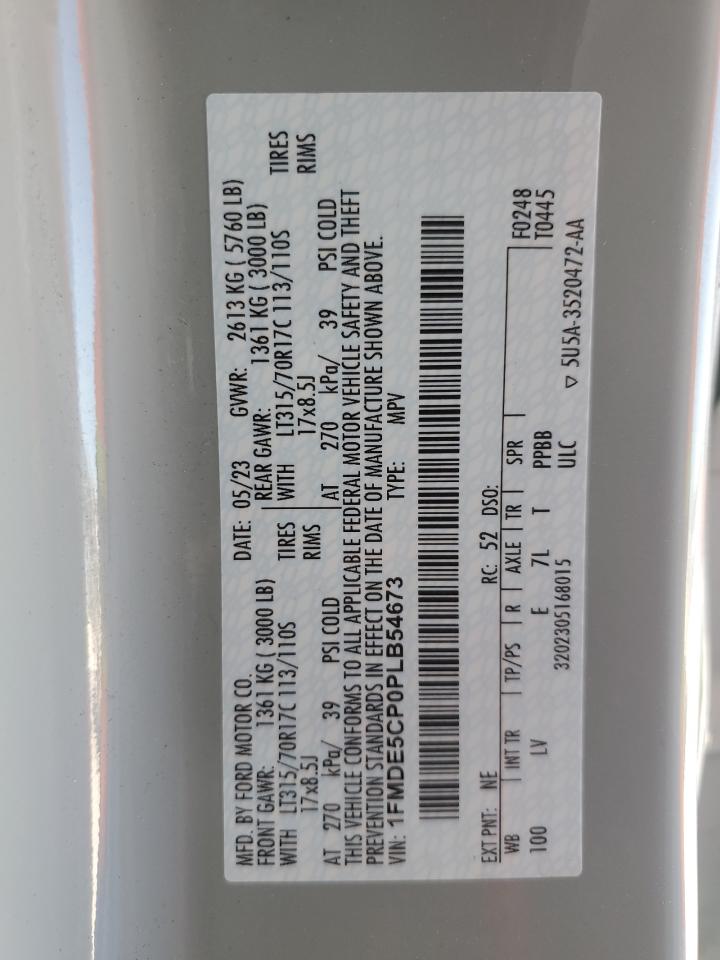 MFD. BY FORD MOTOR CO. DATE: 05/23 GVWR: 2613 KG ( 5760 LB)
FRONT GAWR: 1361 KG ( 3000 LB) REAR GAWR: 1361 KG ( 3000 LB)
WITH LT315/70R17C 113/110S TIRES WITH LT315/70R17C 113/110S TIRES
17x8.5J RIMS 17x8.5J RIMS
AT 270 kPa/ 39 PSI COLD AT 270 kPa/ 39 PSI COLD
THIS VEHICLE CONFORMS TO ALL APPLICABLE FEDERAL MOTOR VEHICLE SAFETY AND THEFT
PREVENTION STANDARDS IN EFFECT ON THE DATE OF MANUFACTURE SHOWN ABOVE.
VIN: 1FMDE5CP0PLB54673 TYPE: MPV
EXT PNT: NE RC: 52 DSO:
WB INT TR TP/PS R AXLE TR SPR F0248
100 LV E 7L T PPBB T0445
ULC
3202305168015 ▽ 5U5A-3520472-AA